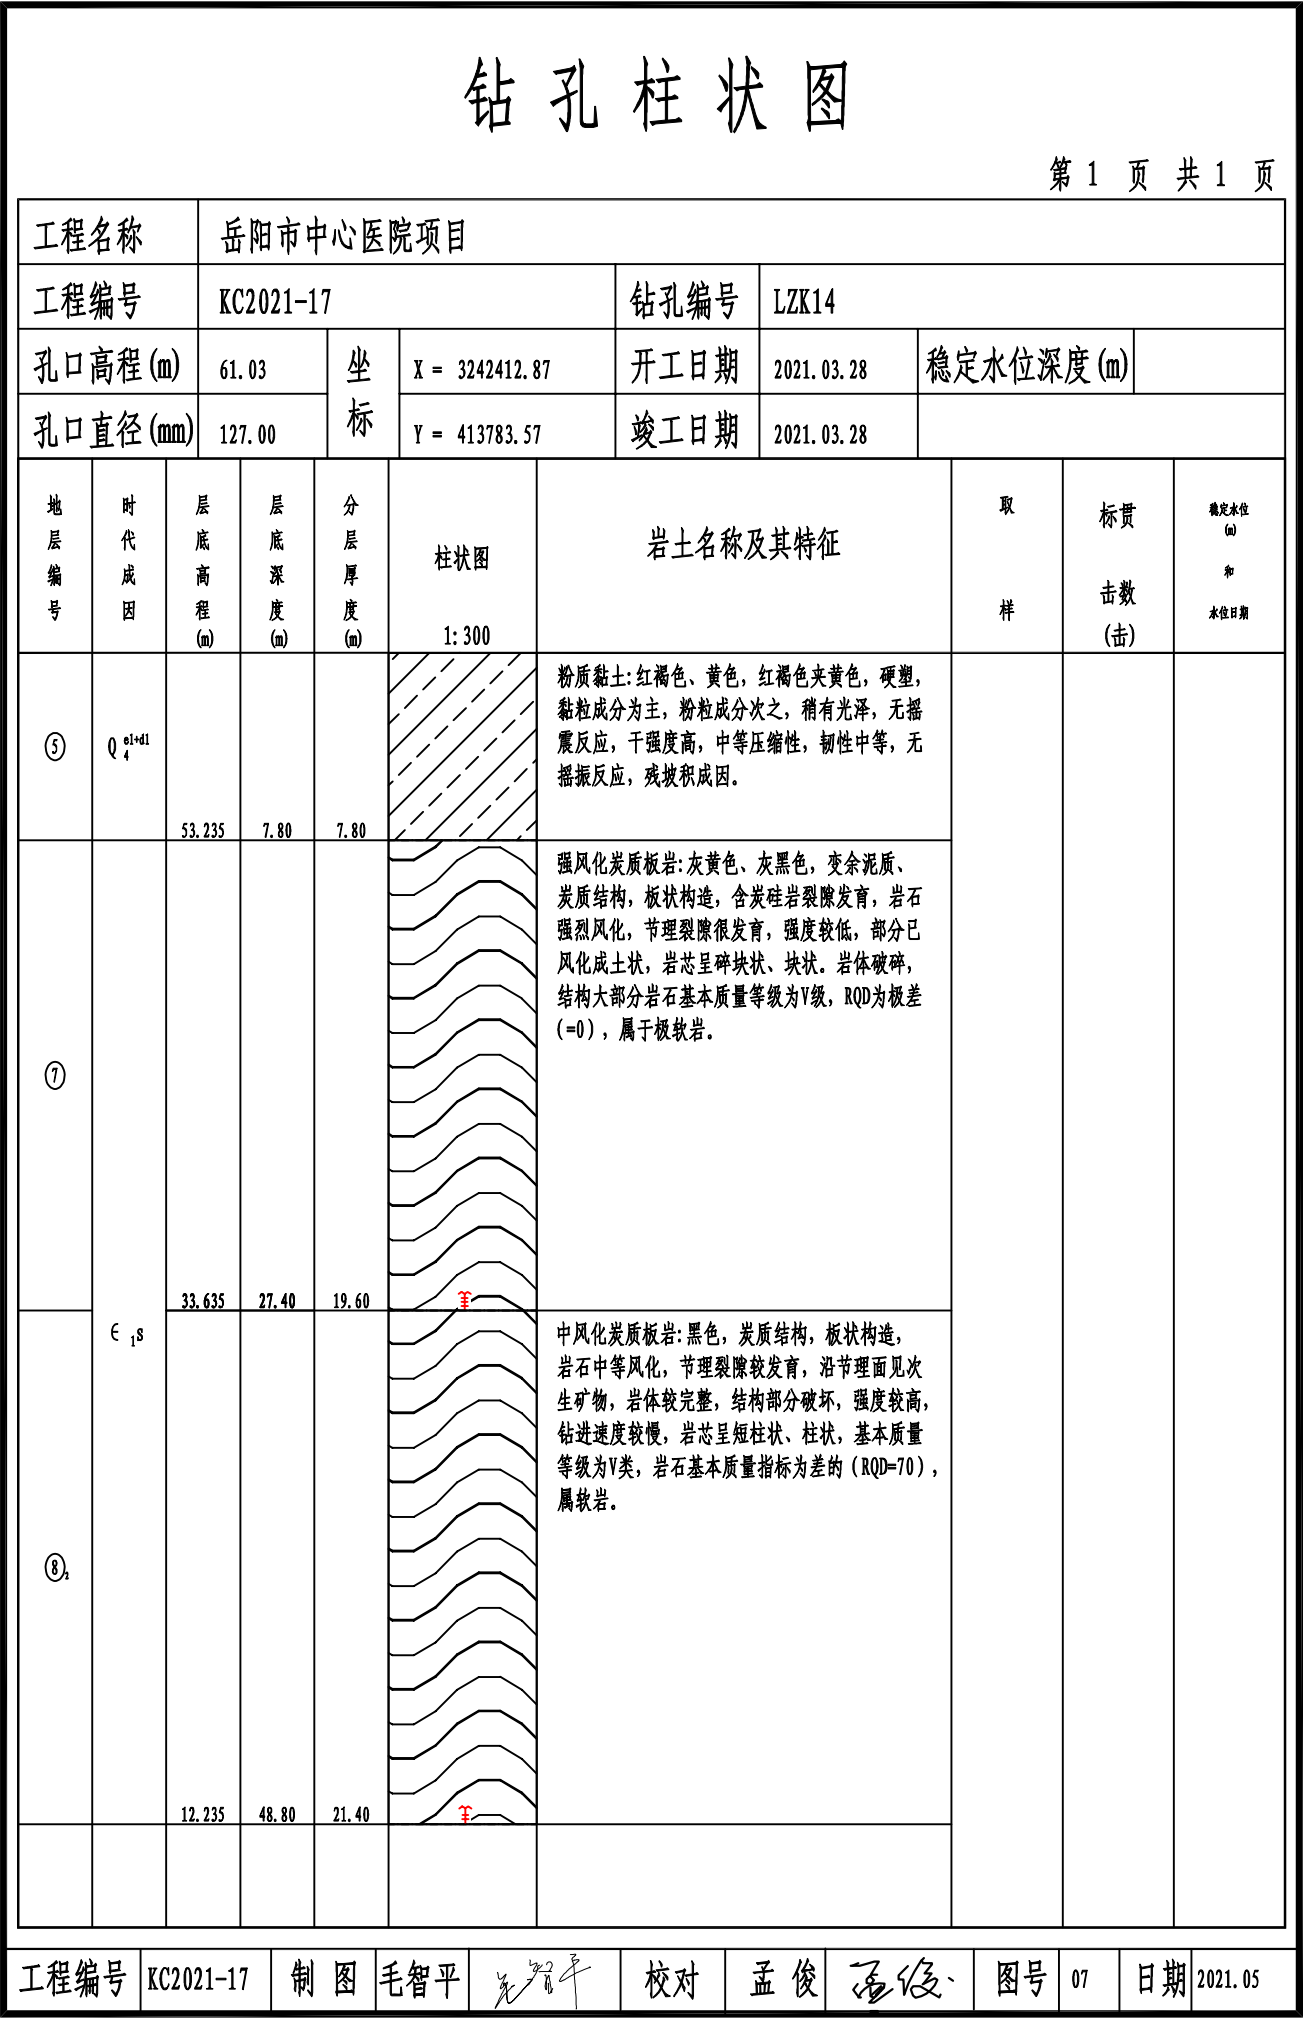 钻孔柱状图
第 1 页 共 1 页
工程名称 岳阳市中心医院项目
工程编号 KC2021-17 钻孔编号 LZK14
孔口高程(m) 61.03 坐标 X = 3242412.87 开工日期 2021.03.28 稳定水位深度(m)
孔口直径(mm) 127.00 Y = 413783.57 竣工日期 2021.03.28
地层编号 时代成因 层底高程(m) 层底深度(m) 分层厚度(m) 柱状图 1:300 岩土名称及其特征 取样 标贯击数(击) 稳定水位(m)和水位日期
⑤ Q 4 el+dl 53.235 7.80 7.80
粉质黏土:红褐色、黄色，红褐色夹黄色，硬塑，
黏粒成分为主，粉粒成分次之，稍有光泽，无摇
震反应，干强度高，中等压缩性，韧性中等，无
摇振反应，残坡积成因。
⑦ 33.635 27.40 19.60
强风化炭质板岩:灰黄色、灰黑色，变余泥质、
炭质结构，板状构造，含炭硅岩裂隙发育，岩石
强烈风化，节理裂隙很发育，强度较低，部分已
风化成土状，岩芯呈碎块状、块状。岩体破碎，
结构大部分岩石基本质量等级为V级，RQD为极差
(=0)，属于极软岩。
∈ 1s
⑧2 12.235 48.80 21.40
中风化炭质板岩:黑色，炭质结构，板状构造，
岩石中等风化，节理裂隙较发育，沿节理面见次
生矿物，岩体较完整，结构部分破坏，强度较高，
钻进速度较慢，岩芯呈短柱状、柱状，基本质量
等级为V类，岩石基本质量指标为差的(RQD=70)，
属软岩。
工程编号 KC2021-17 制图 毛智平 毛智平 校对 孟俊 孟俊 图号 07 日期 2021.05